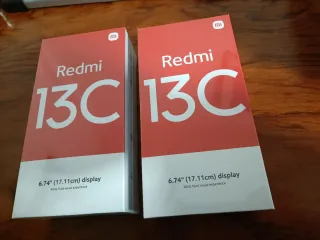 Redmi
13C
6.74" (17.11cm) display
Redmi
13C
6.74" (17.11cm) display